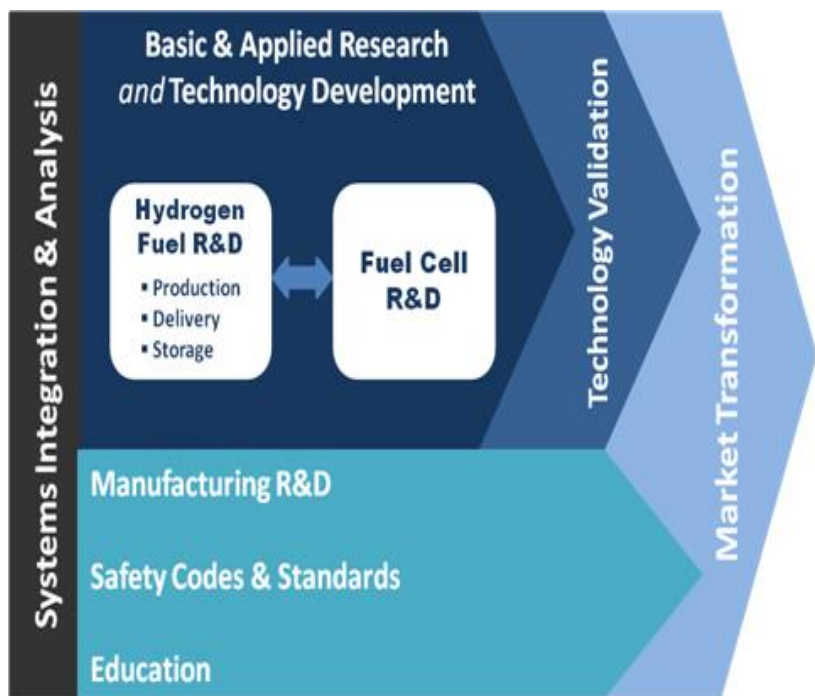 Systems Integration & Analysis
Basic & Applied Research
and Technology Development
Hydrogen
Fuel R&D
▪ Production
▪ Delivery
▪ Storage
Fuel Cell
R&D
Technology Validation
Market Transformation
Manufacturing R&D
Safety Codes & Standards
Education